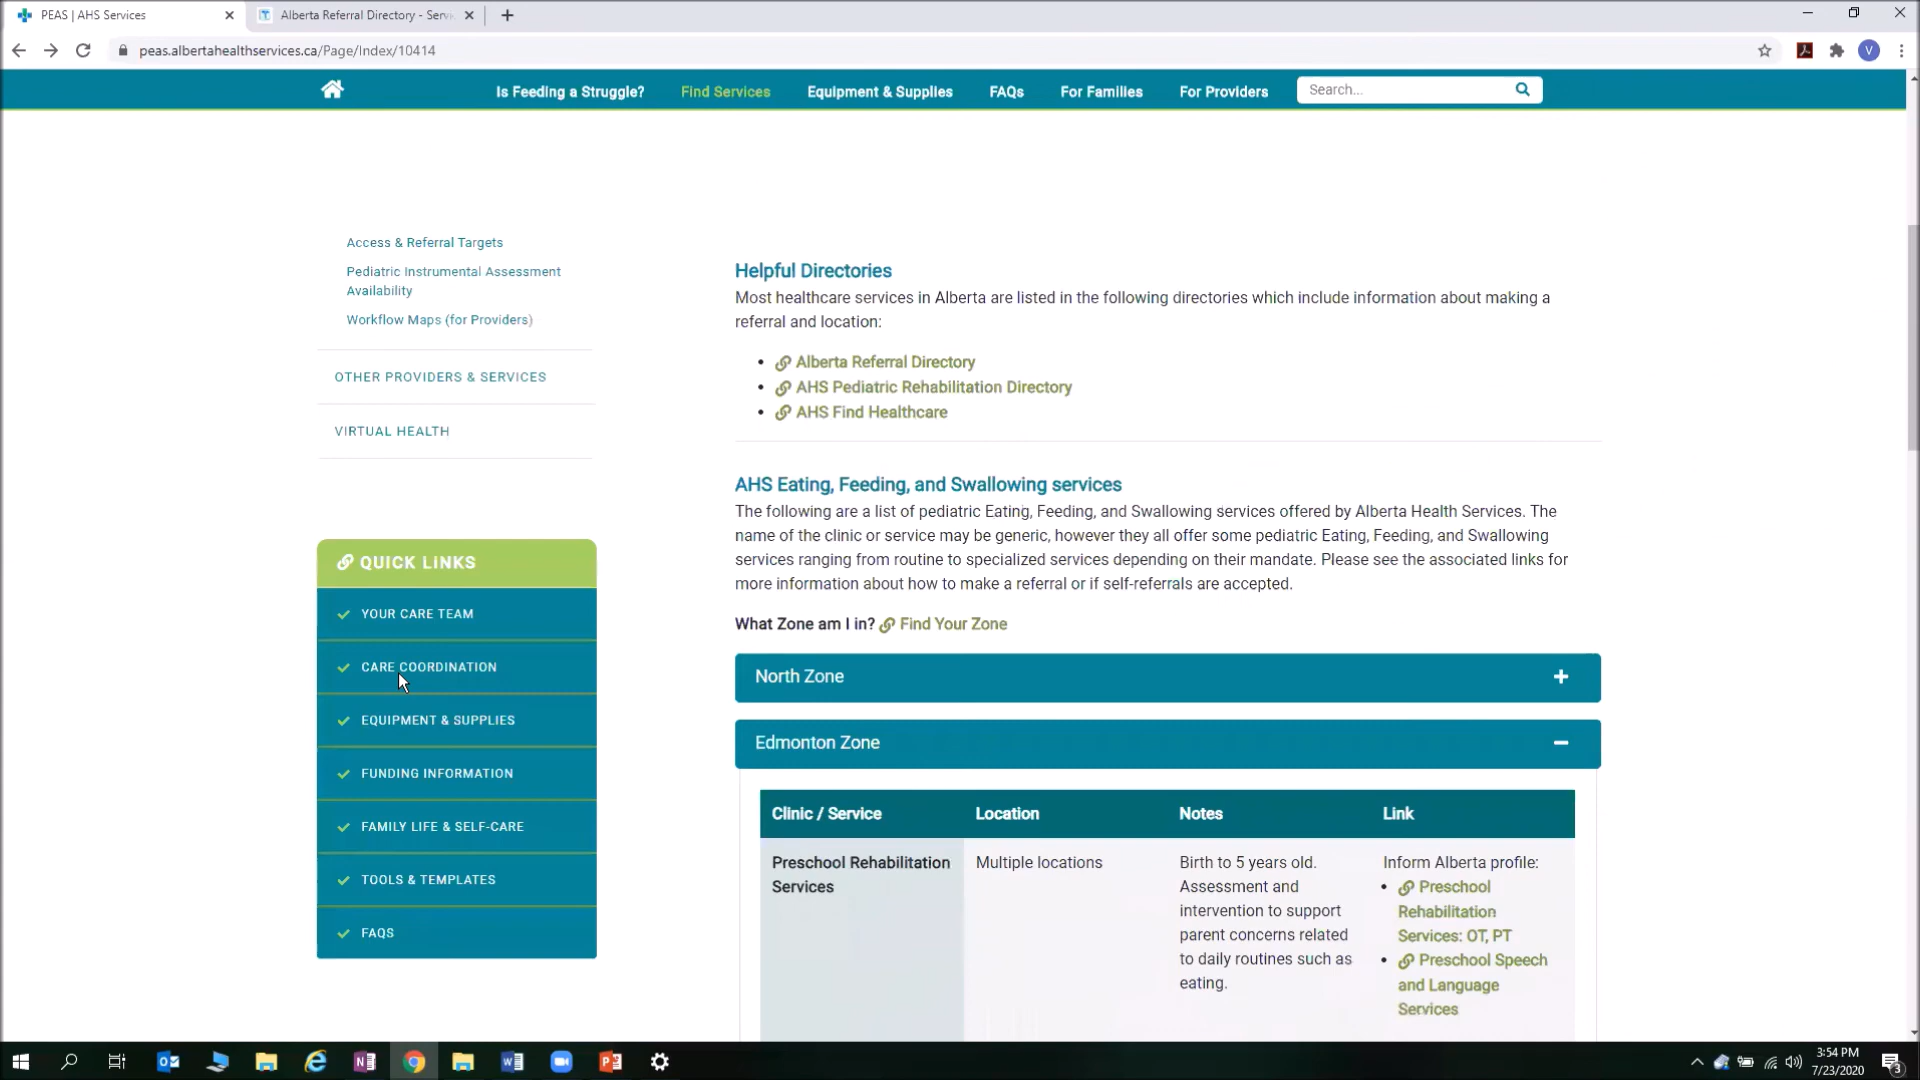 PEAS | AHS Services
Alberta Referral Directory - Serv
peas.albertahealthservices.ca/Page/Index/10414
V
Is Feeding a Struggle?
Find Services
Equipment & Supplies
FAQs
For Families
For Providers
Search...
Access & Referral Targets
Pediatric Instrumental Assessment
Availability
Workflow Maps (for Providers)
OTHER PROVIDERS & SERVICES
VIRTUAL HEALTH
QUICK LINKS
YOUR CARE TEAM
CARE COORDINATION
EQUIPMENT & SUPPLIES
FUNDING INFORMATION
FAMILY LIFE & SELF-CARE
TOOLS & TEMPLATES
FAQS
Helpful Directories
Most healthcare services in Alberta are listed in the following directories which include information about making a
referral and location:
• Alberta Referral Directory
• AHS Pediatric Rehabilitation Directory
• AHS Find Healthcare
AHS Eating, Feeding, and Swallowing services
The following are a list of pediatric Eating, Feeding, and Swallowing services offered by Alberta Health Services. The
name of the clinic or service may be generic, however they all offer some pediatric Eating, Feeding, and Swallowing
services ranging from routine to specialized services depending on their mandate. Please see the associated links for
more information about how to make a referral or if self-referrals are accepted.
What Zone am I in? Find Your Zone
North Zone
Edmonton Zone
Clinic / Service
Location
Notes
Link
Preschool Rehabilitation
Services
Multiple locations
Birth to 5 years old.
Assessment and
intervention to support
parent concerns related
to daily routines such as
eating.
Inform Alberta profile:
• Preschool
Rehabilitation
Services: OT, PT
• Preschool Speech
and Language
Services
3:54 PM
7/23/2020
3